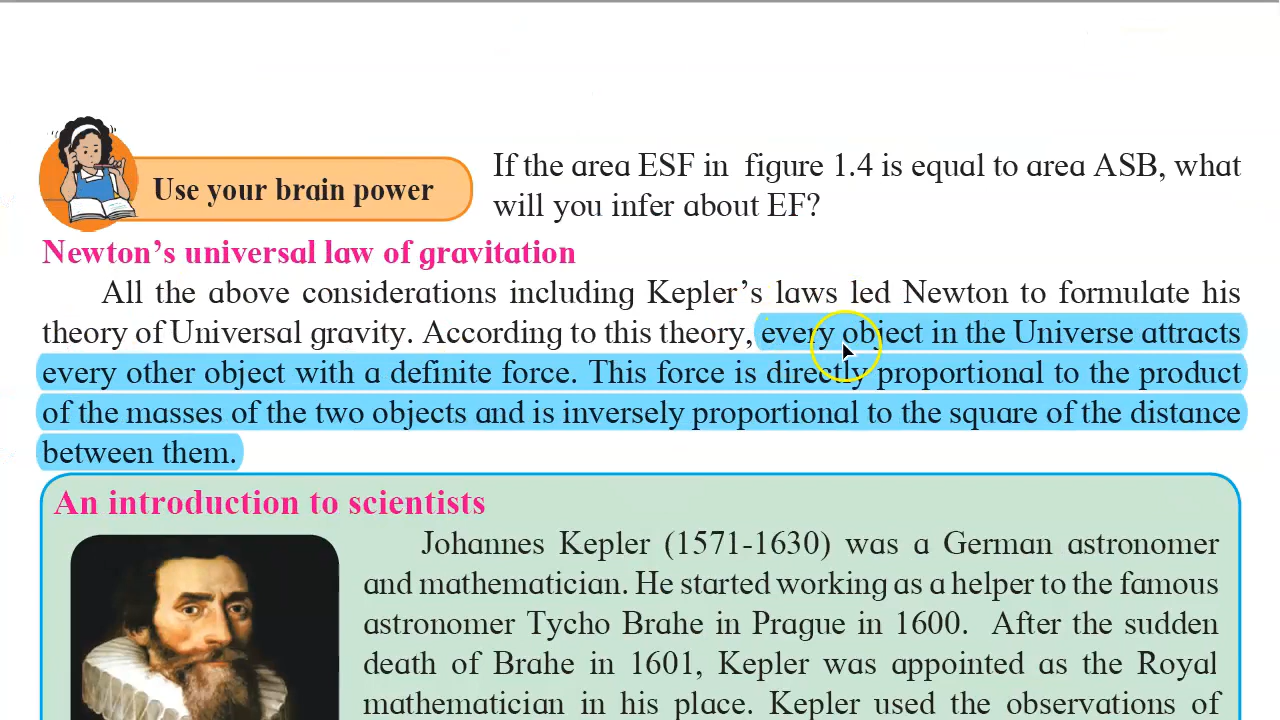 Use your brain power
If the area ESF in figure 1.4 is equal to area ASB, what
will you infer about EF?
Newton’s universal law of gravitation
All the above considerations including Kepler’s laws led Newton to formulate his
theory of Universal gravity. According to this theory, every object in the Universe attracts
every other object with a definite force. This force is directly proportional to the product
of the masses of the two objects and is inversely proportional to the square of the distance
between them.
An introduction to scientists
Johannes Kepler (1571-1630) was a German astronomer
and mathematician. He started working as a helper to the famous
astronomer Tycho Brahe in Prague in 1600. After the sudden
death of Brahe in 1601, Kepler was appointed as the Royal
mathematician in his place. Kepler used the observations of